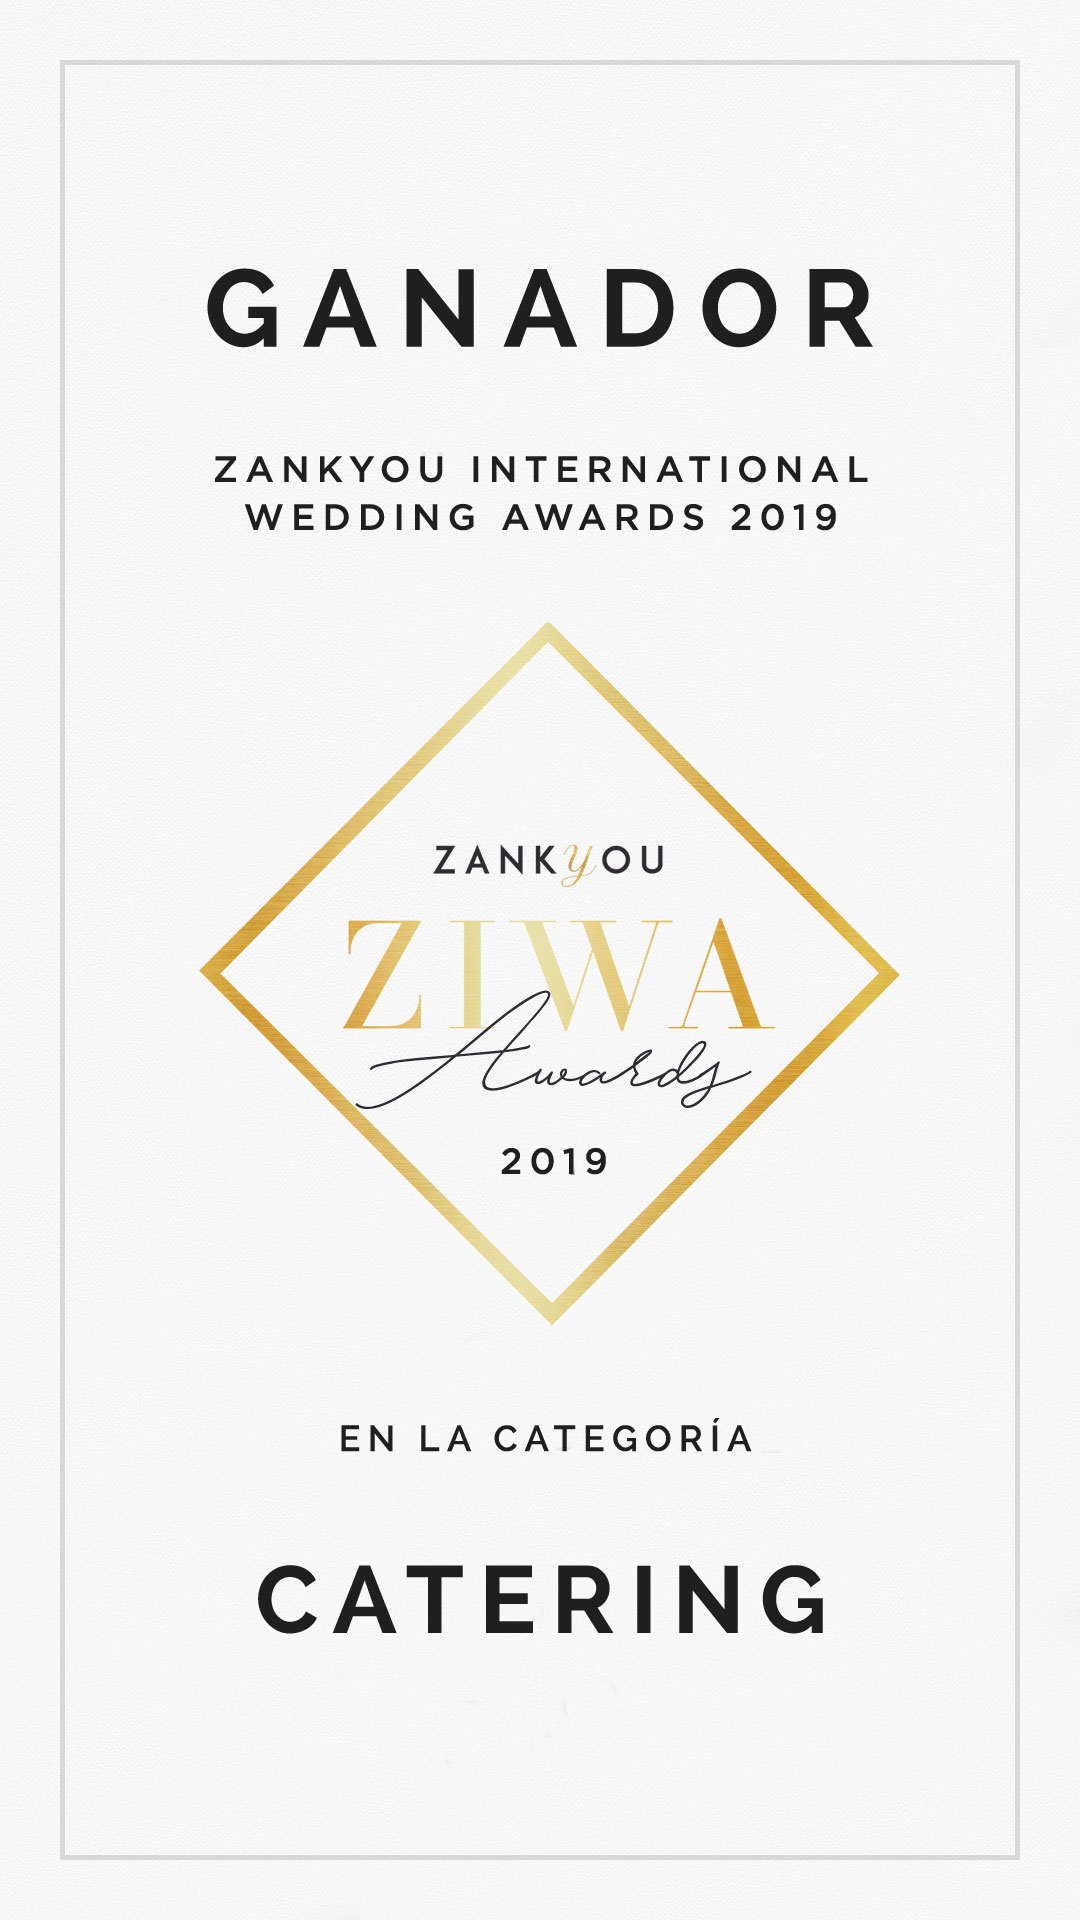 GANADOR
ZANKYOU INTERNATIONAL
WEDDING AWARDS 2019
ZANKYOU
ZIWA
Awards
2019
EN LA CATEGORÍA
CATERING